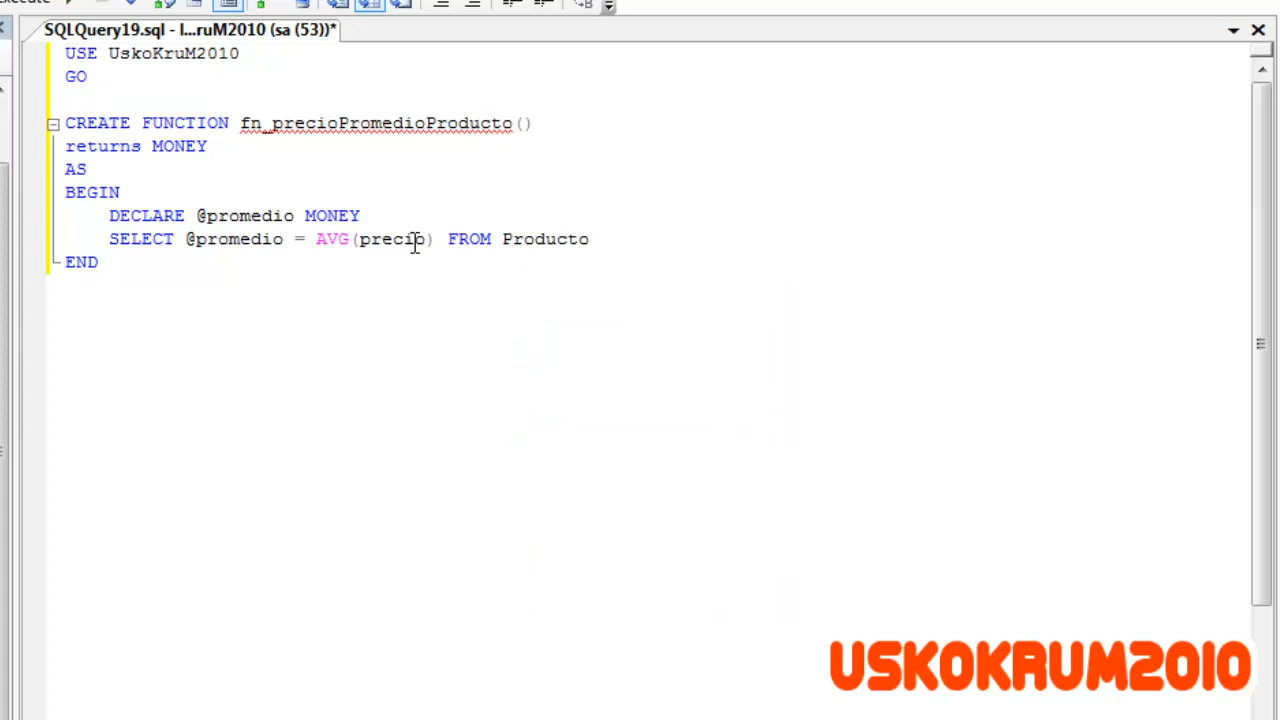 SQLQuery19.sql - l...ruM2010 (sa (53))*
USE UskoKruM2010
GO
CREATE FUNCTION fn_precioPromedioProducto()
returns MONEY
AS
BEGIN
DECLARE @promedio MONEY
SELECT @promedio = AVG(precio) FROM Producto
END
USKOKRUM2010